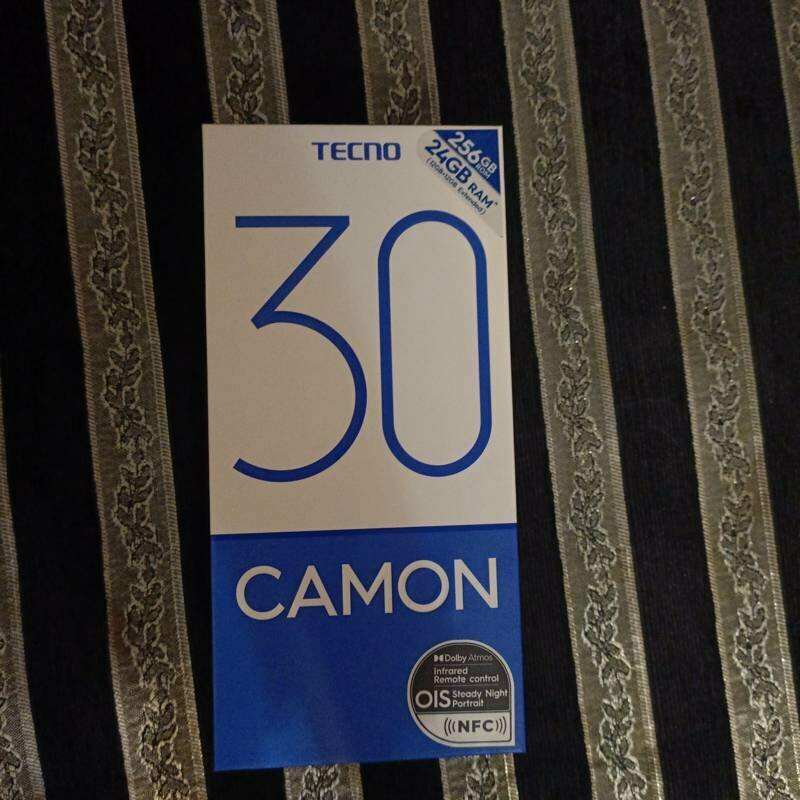 TECNO
256GB
ROM
24GB RAM*
(12GB+12GB Extended)
30
CAMON
Dolby Atmos
Infrared
Remote control
OIS Steady Night
Portrait
NFC